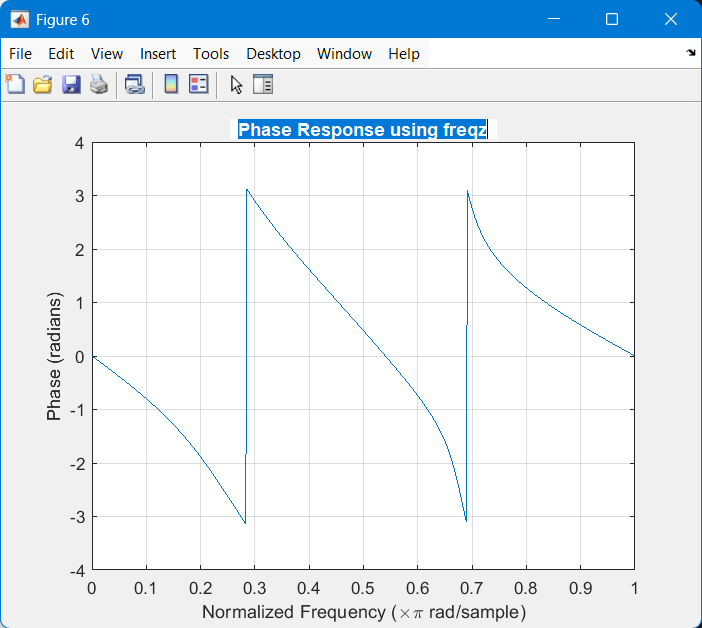 Figure 6
File Edit View Insert Tools Desktop Window Help
Phase Response using freqz
4
3
2
1
0
-1
-2
-3
-4
Phase (radians)
0 0.1 0.2 0.3 0.4 0.5 0.6 0.7 0.8 0.9 1
Normalized Frequency (×π rad/sample)